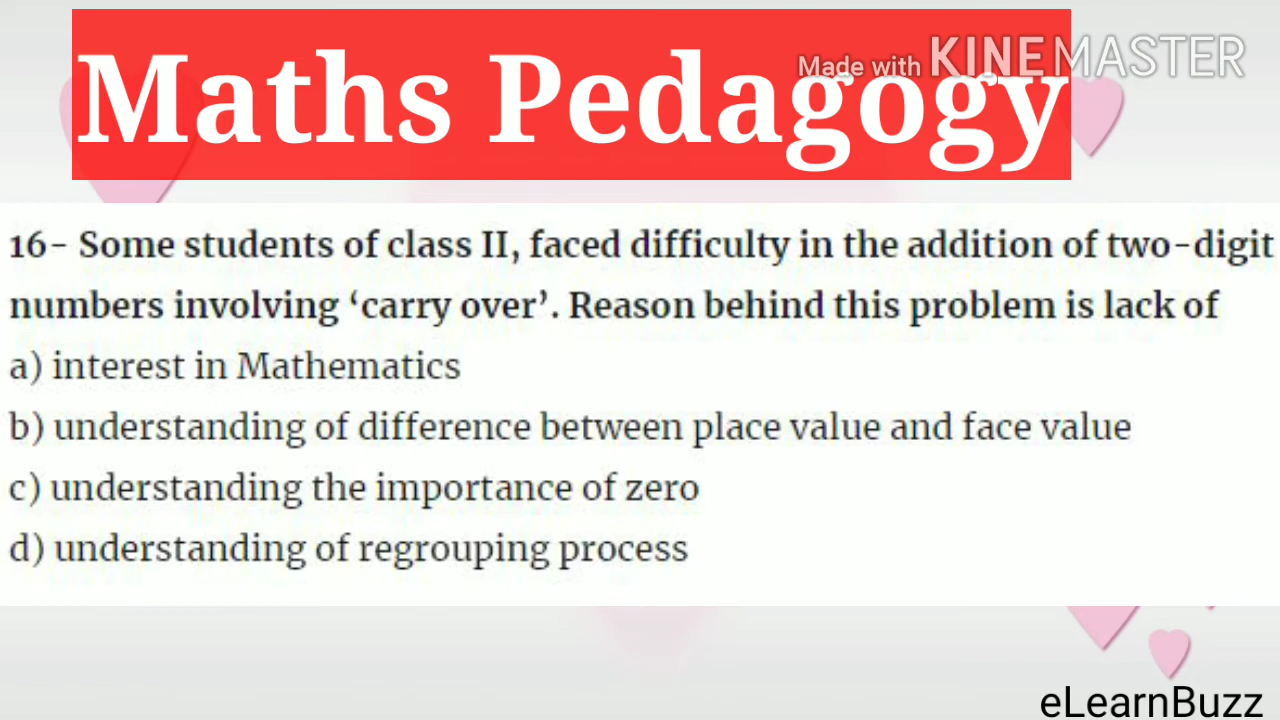 Made with KINEMASTER
Maths Pedagogy
16- Some students of class II, faced difficulty in the addition of two-digit
numbers involving ‘carry over’. Reason behind this problem is lack of
a) interest in Mathematics
b) understanding of difference between place value and face value
c) understanding the importance of zero
d) understanding of regrouping process
eLearnBuzz